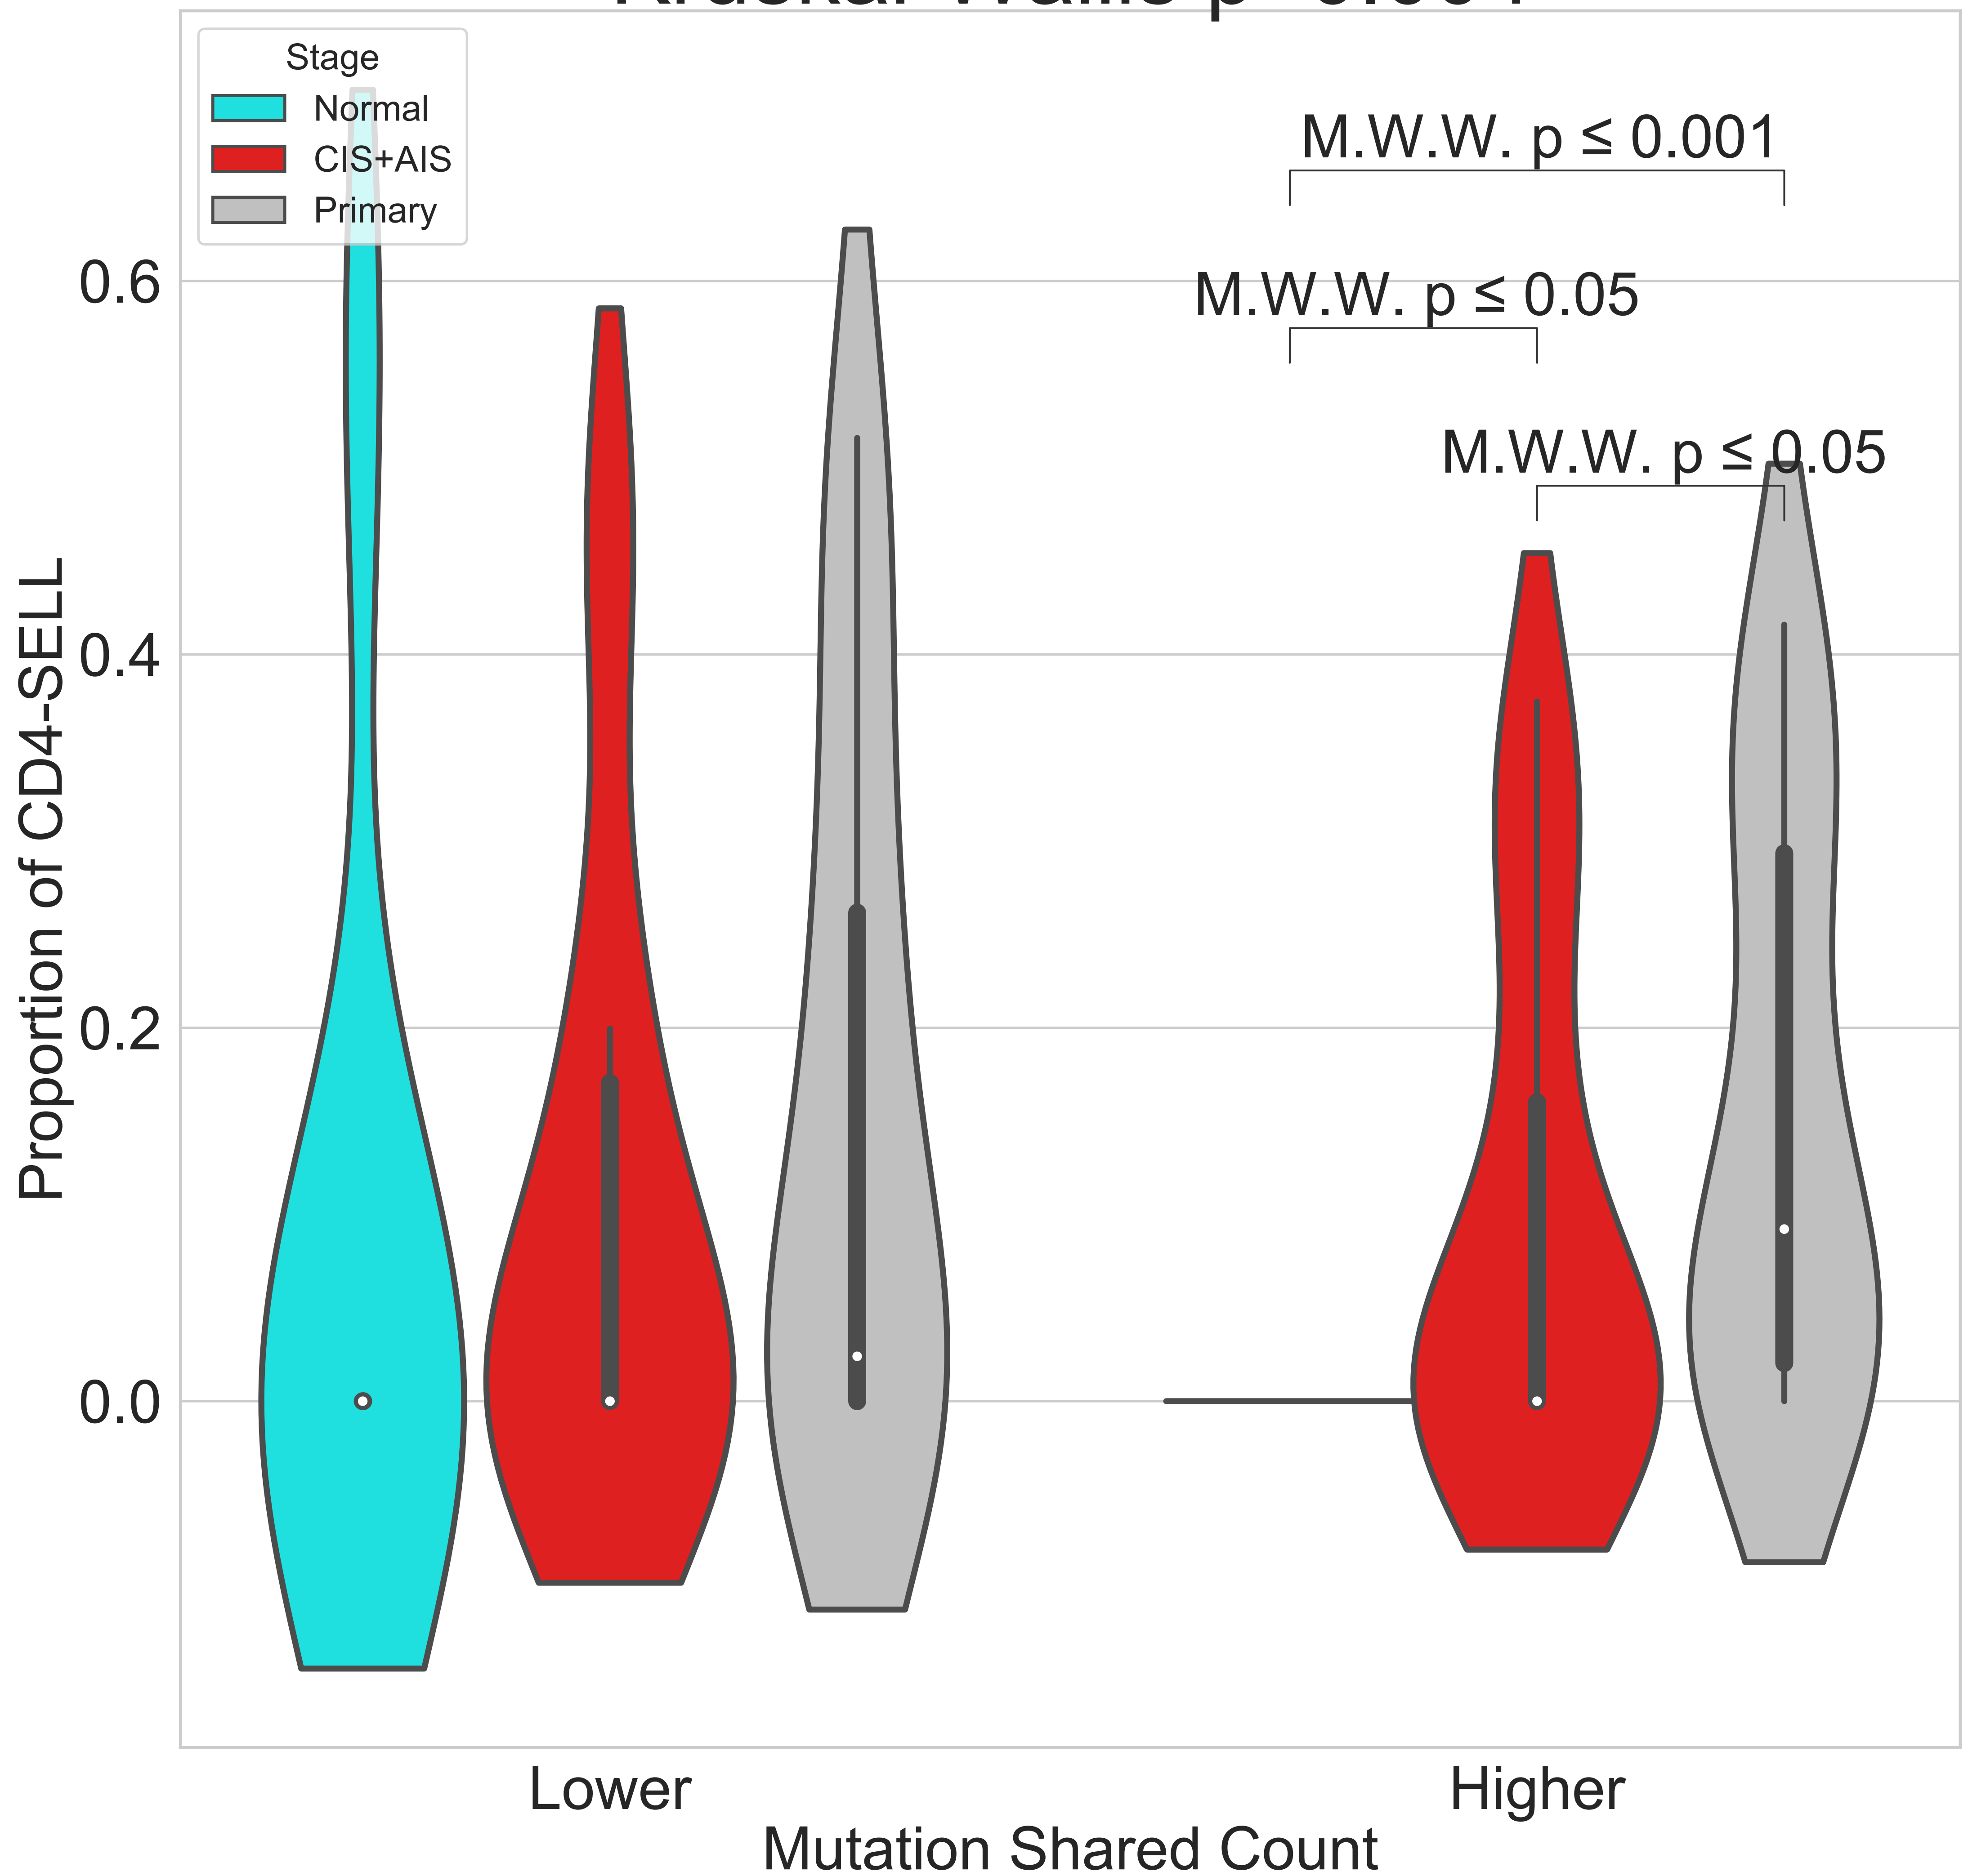 Stage
Normal
CIS+AIS
Primary
M.W.W. p ≤ 0.001
M.W.W. p ≤ 0.05
M.W.W. p ≤ 0.05
0.6
0.4
0.2
0.0
Proportion of CD4-SELL
Lower
Higher
Mutation Shared Count